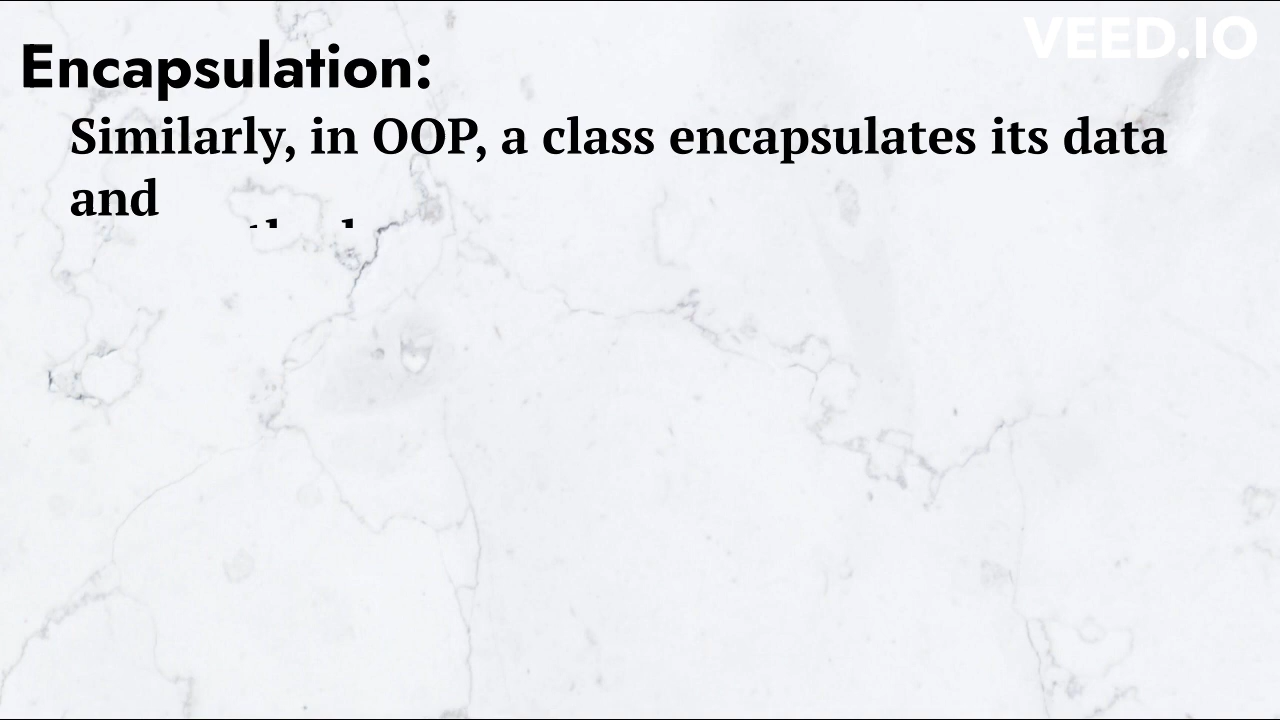 VEED.IO
Encapsulation:
Similarly, in OOP, a class encapsulates its data
and